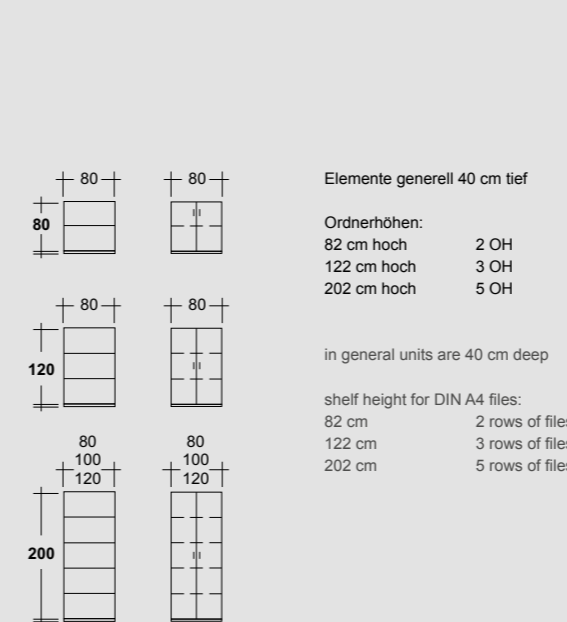 80 80
80
80 80
120
80 80
100 100
120 120
200
Elemente generell 40 cm tief
Ordnerhöhen:
82 cm hoch 2 OH
122 cm hoch 3 OH
202 cm hoch 5 OH
in general units are 40 cm deep
shelf height for DIN A4 files:
82 cm 2 rows of files
122 cm 3 rows of files
202 cm 5 rows of files